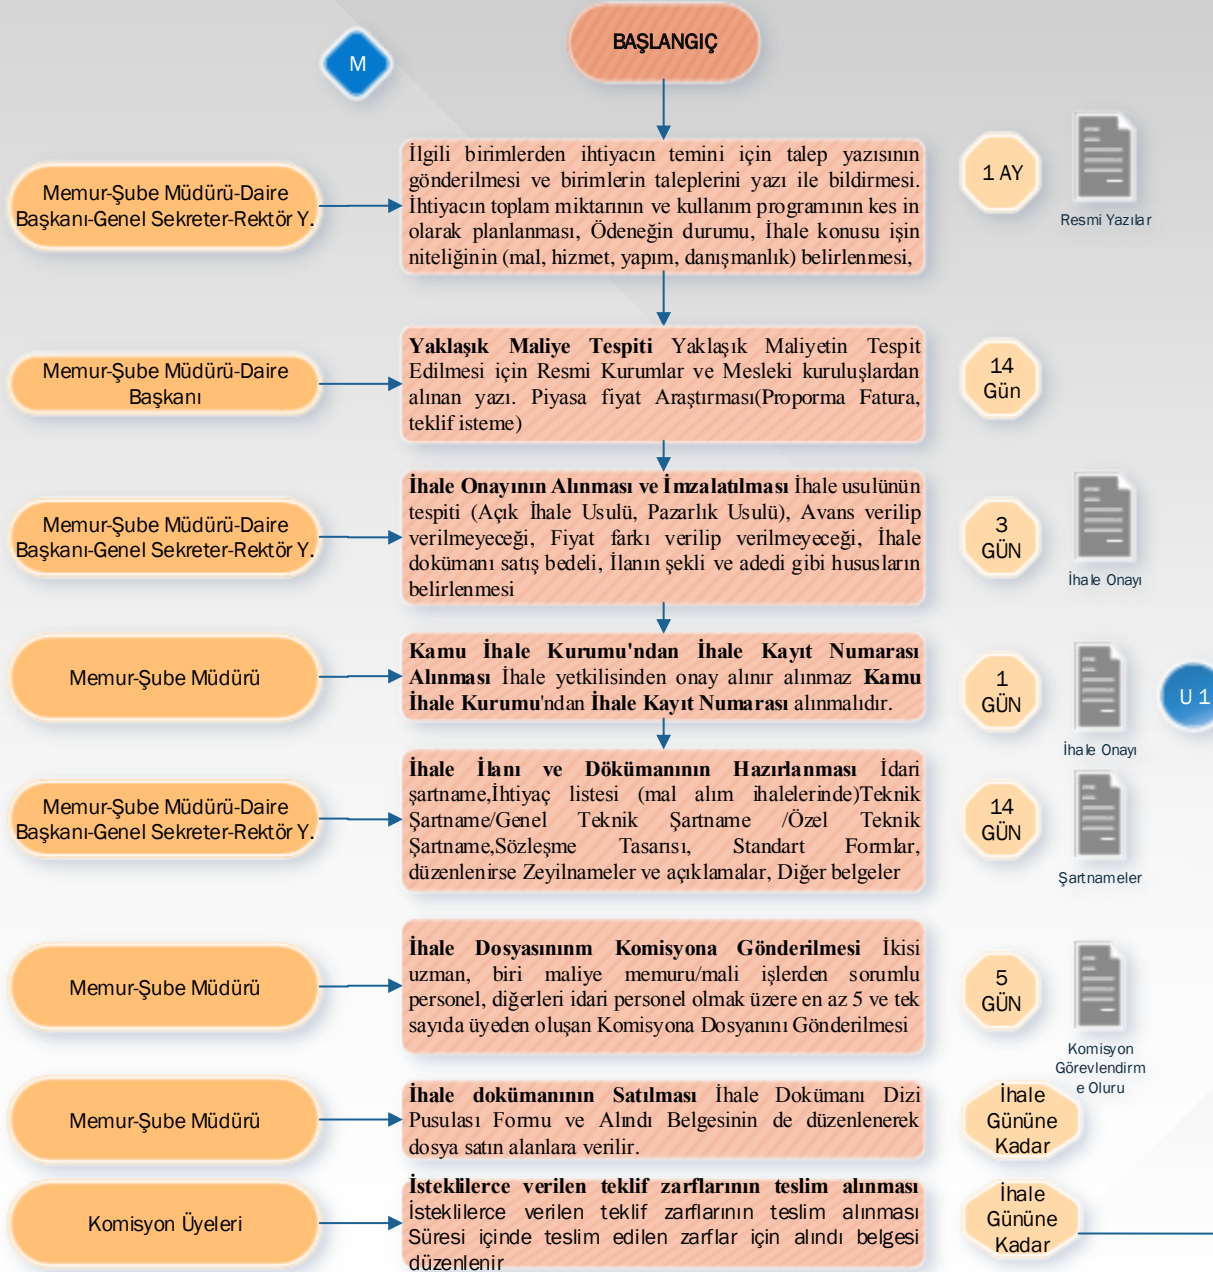 BAŞLANGIÇ
M
Memur-Şube Müdürü-Daire
Başkanı-Genel Sekreter-Rektör Y.
İlgili birimlerden ihtiyacın temini için talep yazısının
gönderilmesi ve birimlerin taleplerini yazı ile bildirmesi.
İhtiyacın toplam miktarının ve kullanım programının kes in
olarak planlanması, Ödeneğin durumu, İhale konusu işin
niteliğinin (mal, hizmet, yapım, danışmanlık) belirlenmesi,
1 AY
Resmi Yazılar
Memur-Şube Müdürü-Daire
Başkanı
Yaklaşık Maliye Tespiti Yaklaşık Maliyetin Tespit
Edilmesi için Resmi Kurumlar ve Mesleki kuruluşlardan
alınan yazı. Piyasa fiyat Araştırması(Proporma Fatura,
teklif isteme)
14
Gün
Memur-Şube Müdürü-Daire
Başkanı-Genel Sekreter-Rektör Y.
İhale Onayının Alınması ve İmzalatılması İhale usulünün
tespiti (Açık İhale Usulü, Pazarlık Usulü), Avans verilip
verilmeyeceği, Fiyat farkı verilip verilmeyeceği, İhale
dokümanı satış bedeli, İlanın şekli ve adedi gibi hususların
belirlenmesi
3
GÜN
İhale Onayı
Memur-Şube Müdürü
Kamu İhale Kurumu'ndan İhale Kayıt Numarası
Alınması İhale yetkilisinden onay alınır alınmaz Kamu
İhale Kurumu'ndan İhale Kayıt Numarası alınmalıdır.
1
GÜN
İhale Onayı
U 1
Memur-Şube Müdürü-Daire
Başkanı-Genel Sekreter-Rektör Y.
İhale İlanı ve Dökümanının Hazırlanması İdari
şartname,İhtiyaç listesi (mal alım ihalelerinde)Teknik
Şartname/Genel Teknik Şartname /Özel Teknik
Şartname,Sözleşme Tasarısı, Standart Formlar,
düzenlenirse Zeyilnameler ve açıklamalar, Diğer belgeler
14
GÜN
Şartnameler
Memur-Şube Müdürü
İhale Dosyasınınm Komisyona Gönderilmesi İkisi
uzman, biri maliye memuru/mali işlerden sorumlu
personel, diğerleri idari personel olmak üzere en az 5 ve tek
sayıda üyeden oluşan Komisyona Dosyanını Gönderilmesi
5
GÜN
Komisyon
Görevlendirm
e Oluru
Memur-Şube Müdürü
İhale dokümanının Satılması İhale Dokümanı Dizi
Pusulası Formu ve Alındı Belgesinin de düzenlenerek
dosya satın alanlara verilir.
İhale
Gününe
Kadar
Komisyon Üyeleri
İsteklilerce verilen teklif zarflarının teslim alınması
İsteklilerce verilen teklif zarflarının teslim alınması
Süresi içinde teslim edilen zarflar için alındı belgesi
düzenlenir
İhale
Gününe
Kadar